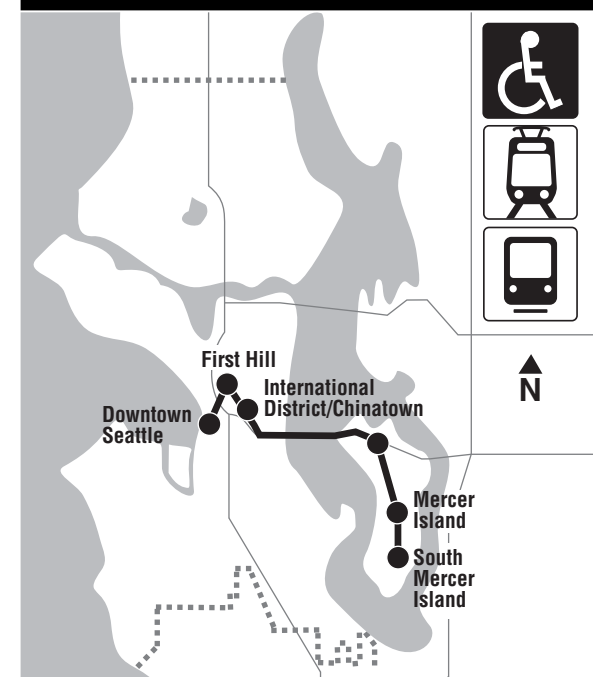 First Hill
International
District/Chinatown
Downtown
Seattle
N
Mercer
Island
South
Mercer
Island